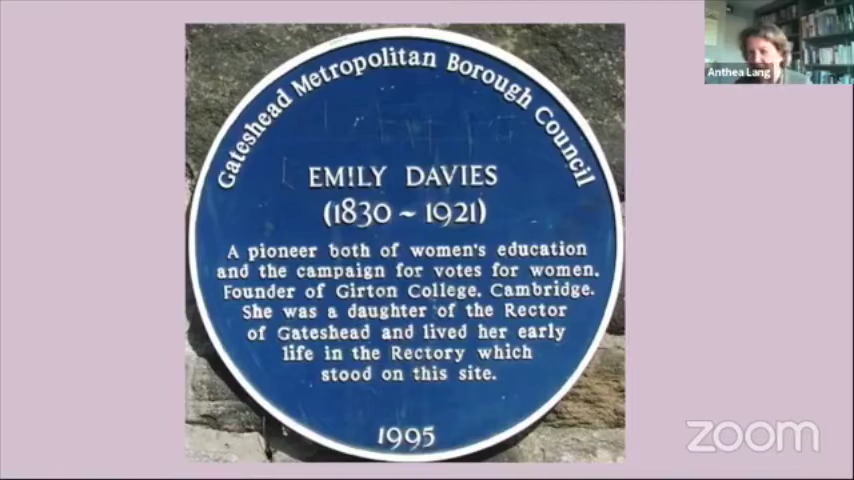 Gateshead Metropolitan Borough Council
EMILY DAVIES
(1830 ~ 1921)
A pioneer both of women's education
and the campaign for votes for women.
Founder of Girton College, Cambridge.
She was a daughter of the Rector
of Gateshead and lived her early
life in the Rectory which
stood on this site.
1995
Anthea Lang
zoom